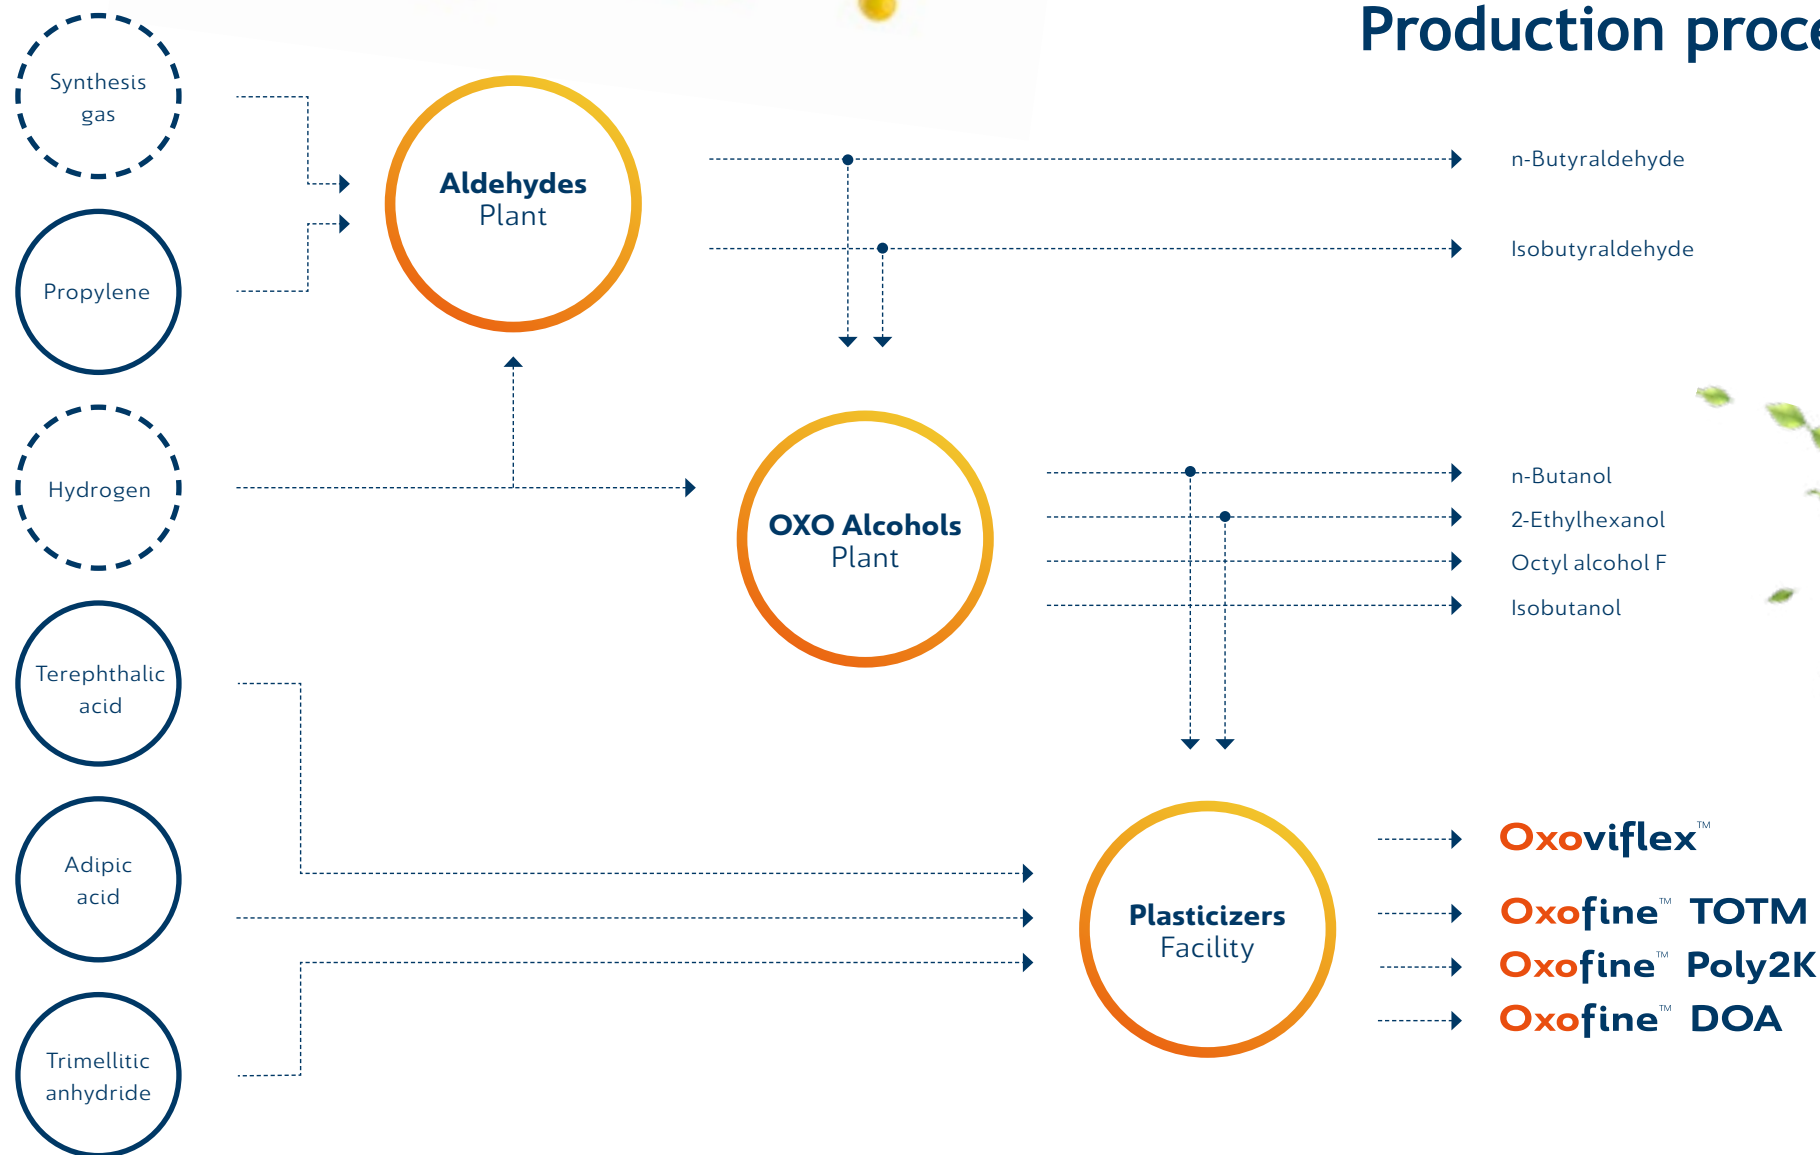 Production proce
Synthesis
gas
Propylene
Hydrogen
Terephthalic
acid
Adipic
acid
Trimellitic
anhydride
Aldehydes
Plant
n-Butyraldehyde
Isobutyraldehyde
OXO Alcohols
Plant
n-Butanol
2-Ethylhexanol
Octyl alcohol F
Isobutanol
Plasticizers
Facility
Oxoviflex™
Oxofine™ TOTM
Oxofine™ Poly2K
Oxofine™ DOA